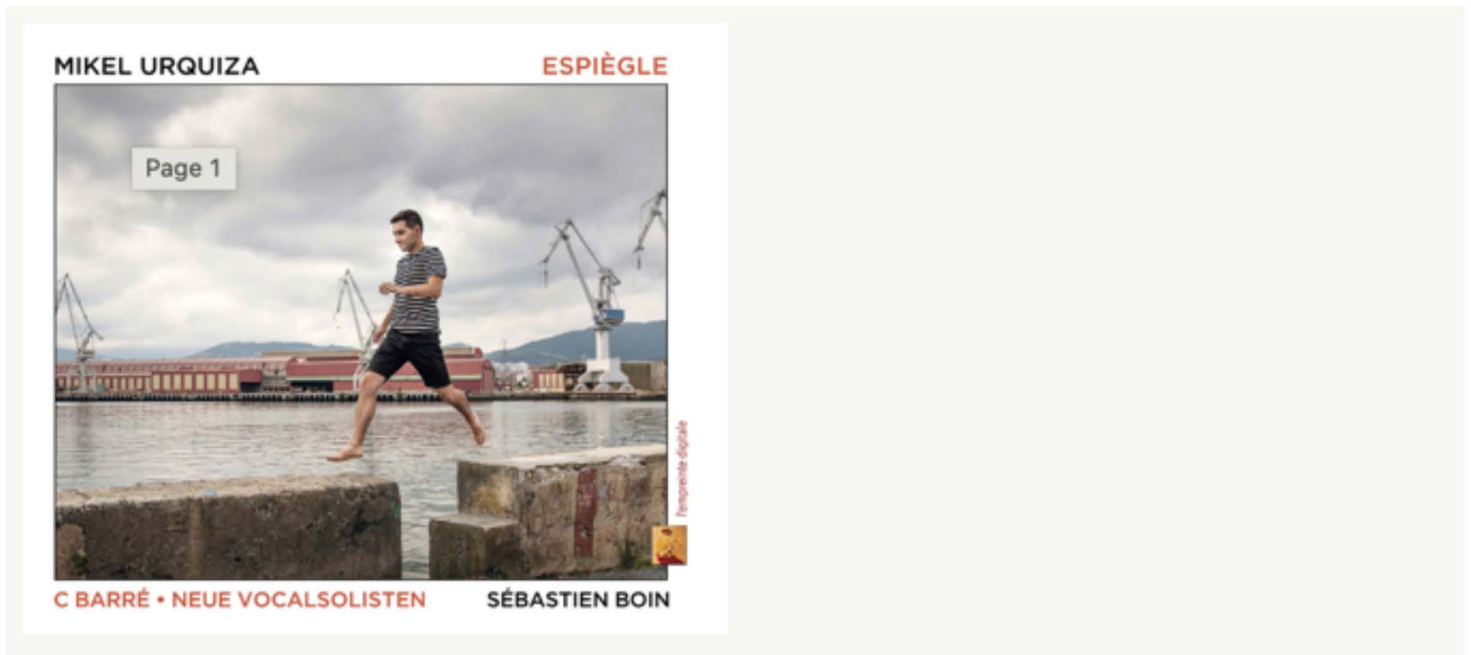 MIKEL URQUIZA
ESPIÈGLE
Page 1
l'empreinte digitale
C BARRÉ • NEUE VOCALSOLISTEN
SÉBASTIEN BOIN